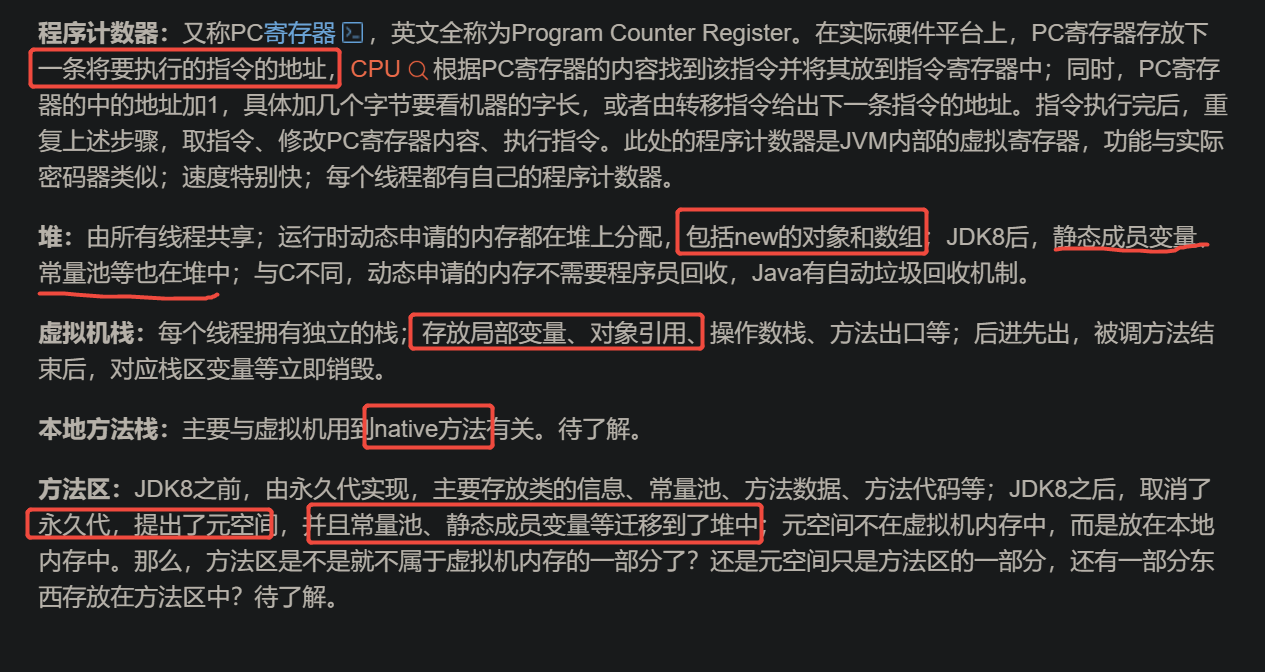 程序计数器：又称PC寄存器，英文全称为Program Counter Register。在实际硬件平台上，PC寄存器存放下
一条将要执行的指令的地址，CPU根据PC寄存器的内容找到该指令并将其放到指令寄存器中；同时，PC寄存
器的中的地址加1，具体加几个字节要看机器的字长，或者由转移指令给出下一条指令的地址。指令执行完后，重
复上述步骤，取指令、修改PC寄存器内容、执行指令。此处的程序计数器是JVM内部的虚拟寄存器，功能与实际
密码器类似；速度特别快；每个线程都有自己的程序计数器。
堆：由所有线程共享；运行时动态申请的内存都在堆上分配，包括new的对象和数组；JDK8后，静态成员变量、
常量池等也在堆中；与C不同，动态申请的内存不需要程序员回收，Java有自动垃圾回收机制。
虚拟机栈：每个线程拥有独立的栈；存放局部变量、对象引用、操作数栈、方法出口等；后进先出，被调方法结
束后，对应栈区变量等立即销毁。
本地方法栈：主要与虚拟机用到native方法有关。待了解。
方法区：JDK8之前，由永久代实现，主要存放类的信息、常量池、方法数据、方法代码等；JDK8之后，取消了
永久代，提出了元空间，并且常量池、静态成员变量等迁移到了堆中；元空间不在虚拟机内存中，而是放在本地
内存中。那么，方法区是不是就不属于虚拟机内存的一部分了？还是元空间只是方法区的一部分，还有一部分东
西存放在方法区中？待了解。